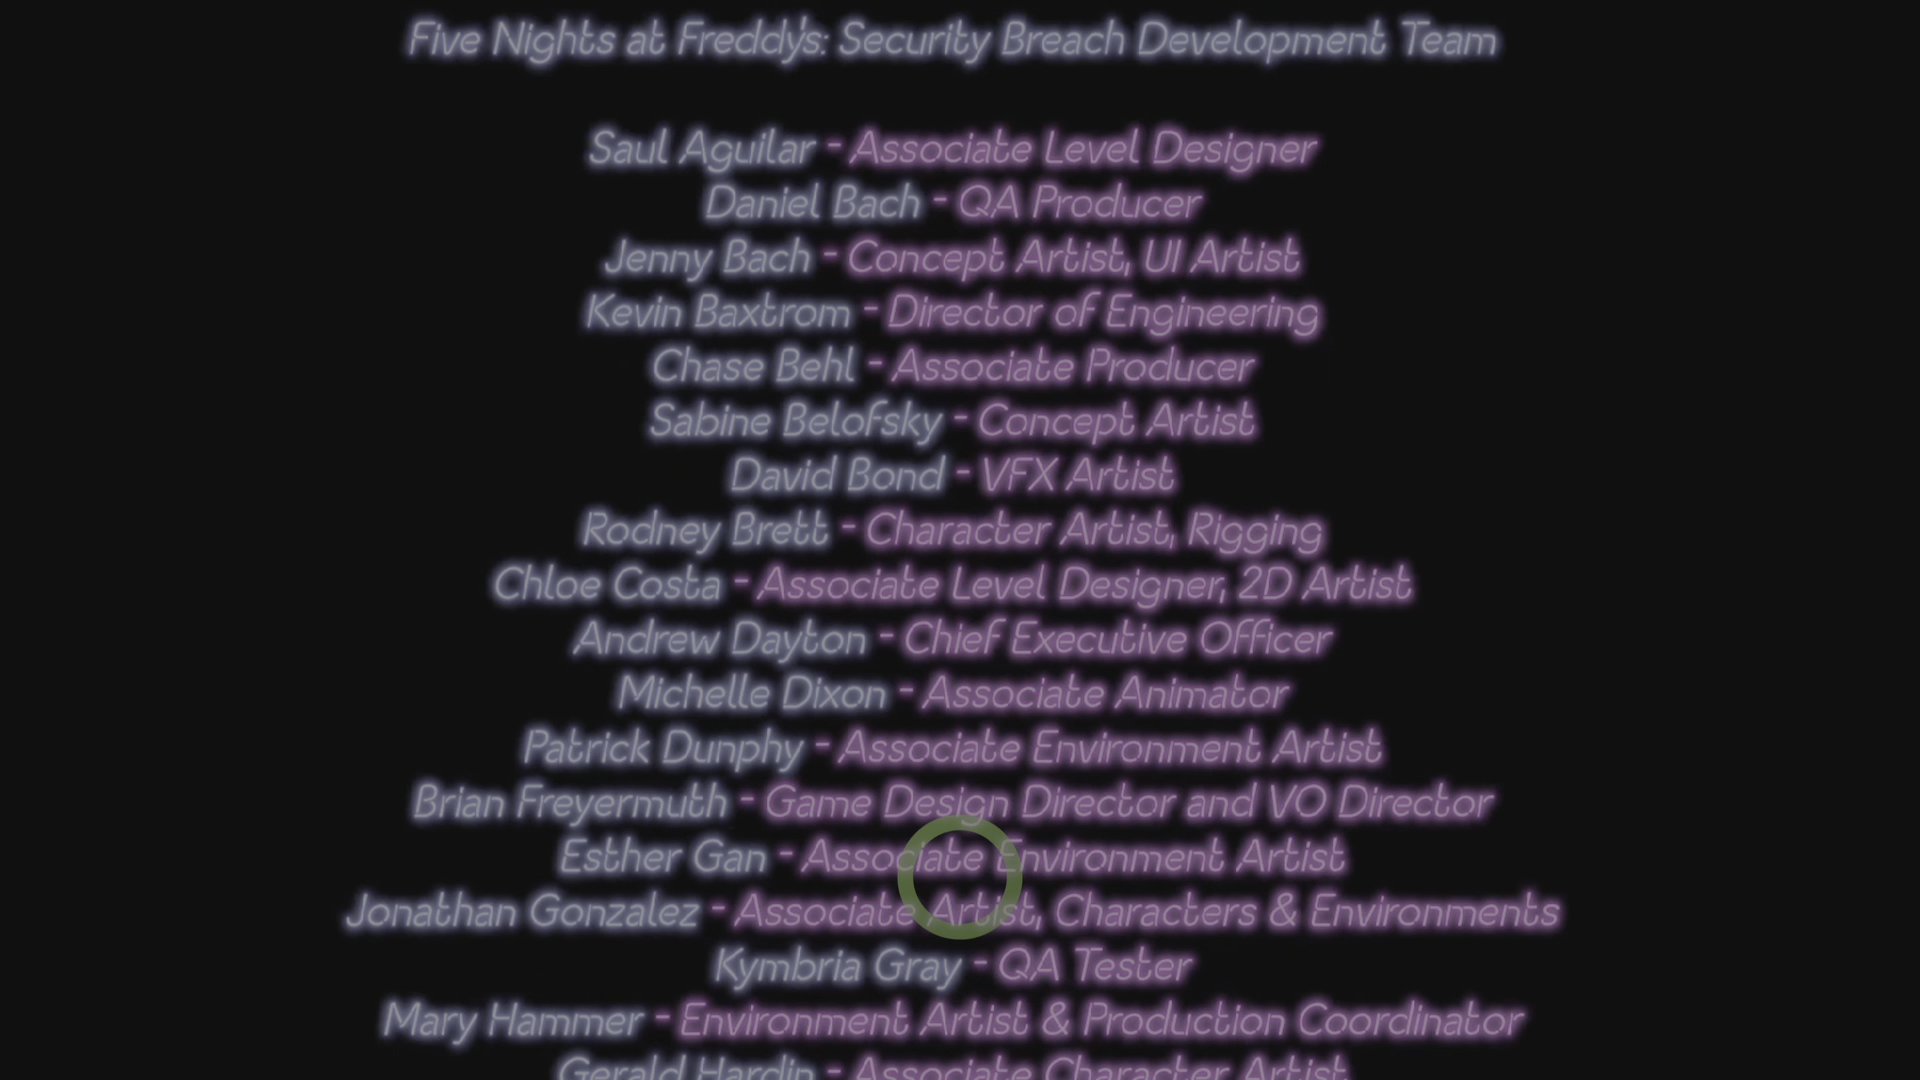 Five Nights at Freddy's: Security Breach Development Team
Saul Aguilar - Associate Level Designer
Daniel Bach - QA Producer
Jenny Bach - Concept Artist, UI Artist
Kevin Baxtrom - Director of Engineering
Chase Behl - Associate Producer
Sabine Belofsky - Concept Artist
David Bond - VFX Artist
Rodney Brett - Character Artist, Rigging
Chloe Costa - Associate Level Designer, 2D Artist
Andrew Dayton - Chief Executive Officer
Michelle Dixon - Associate Animator
Patrick Dunphy - Associate Environment Artist
Brian Freyermuth - Game Design Director and VO Director
Esther Gan - Associate Environment Artist
Jonathan Gonzalez - Associate Artist, Characters & Environments
Kymbria Gray - QA Tester
Mary Hammer - Environment Artist & Production Coordinator
Gerald Hardin - Associate Character Artist